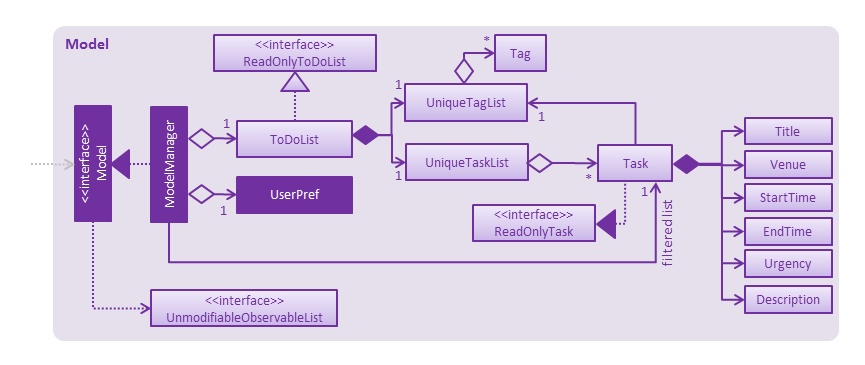 Model
<<interface>>
ReadOnlyToDoList
*
Tag
1
UniqueTagList
1
<<interface>>
Model
ModelManager
1
ToDoList
UniqueTaskList
1
*
Task
1
UserPref
1
<<interface>>
ReadOnlyTask
filtered list
Title
Venue
StartTime
EndTime
Urgency
Description
<<interface>>
UnmodifiableObservableList